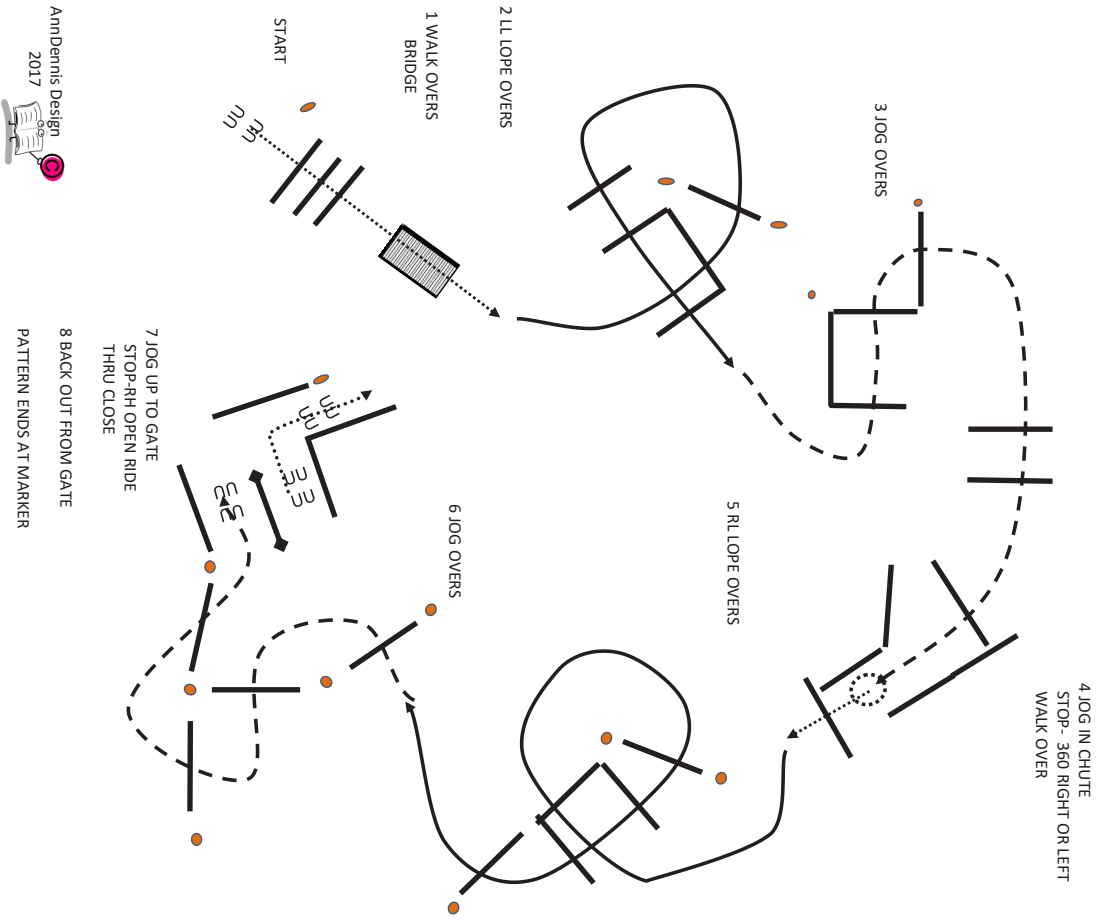 START
1 WALK OVERS
BRIDGE
2 LL LOPE OVERS
3 JOG OVERS
4 JOG IN CHUTE
STOP- 360 RIGHT OR LEFT
WALK OVER
5 RL LOPE OVERS
6 JOG OVERS
7 JOG UP TO GATE
STOP-RH OPEN RIDE
THRU CLOSE
8 BACK OUT FROM GATE
PATTERN ENDS AT MARKER
AnnDennis Design
2017
C